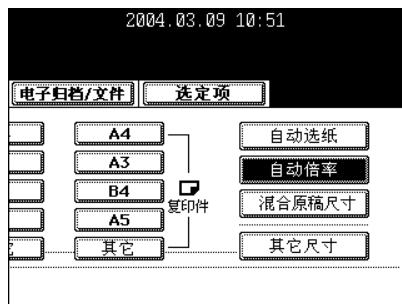 2004.03.09 10:51
电子归档/文件 选定项
A4 自动选纸
A3 自动倍率
B4 复印件 混合原稿尺寸
A5
其它 其它尺寸